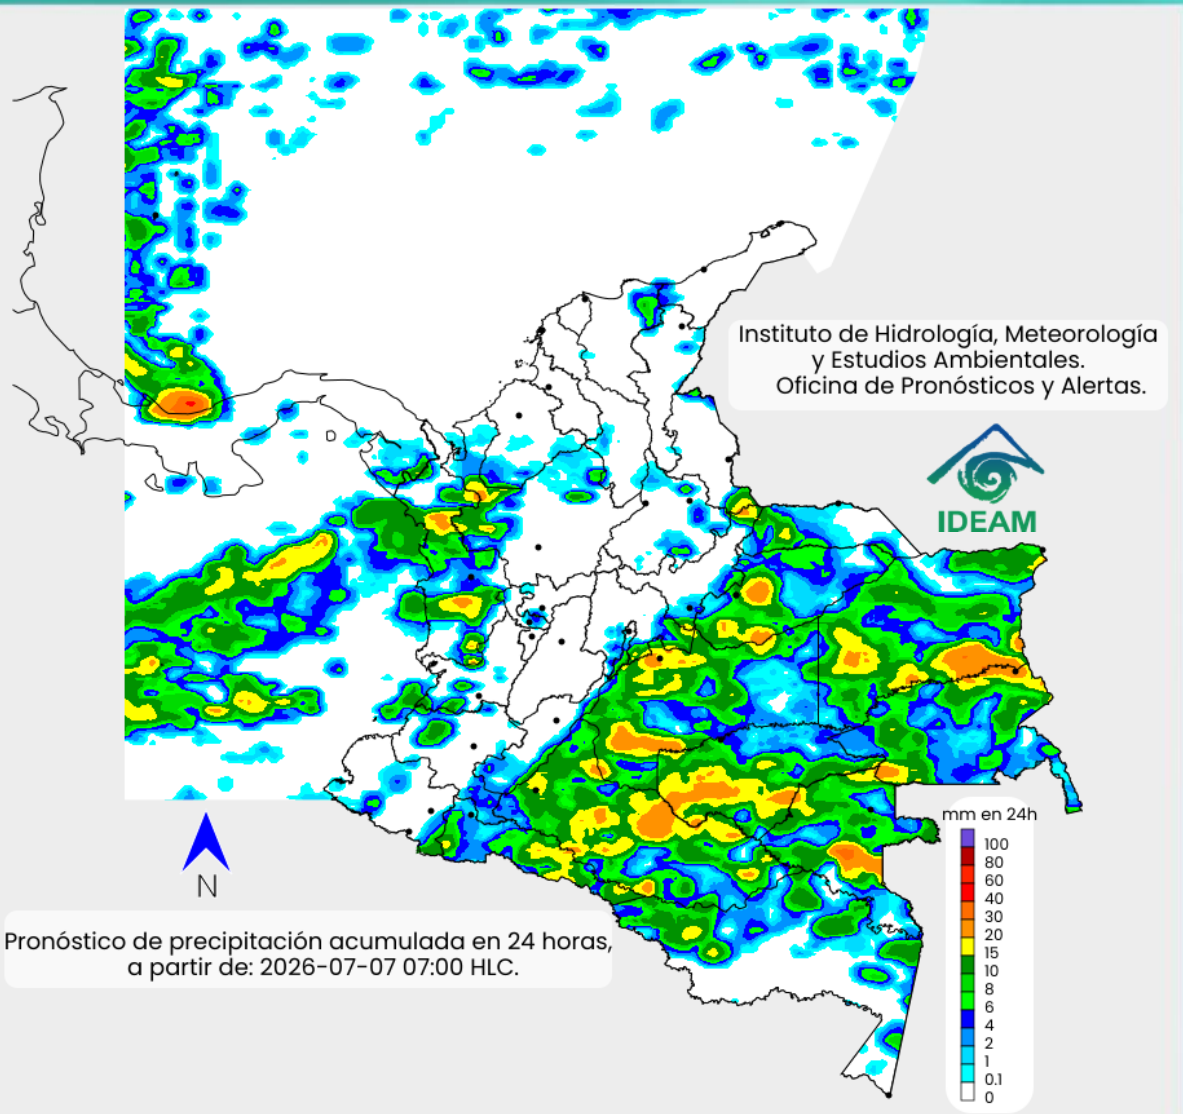 Instituto de Hidrología, Meteorología
y Estudios Ambientales.
Oficina de Pronósticos y Alertas.
IDEAM
mm en 24h
100
80
60
40
30
20
15
10
8
6
4
2
1
0.1
0
N
Pronóstico de precipitación acumulada en 24 horas,
a partir de: 2026-07-07 07:00 HLC.